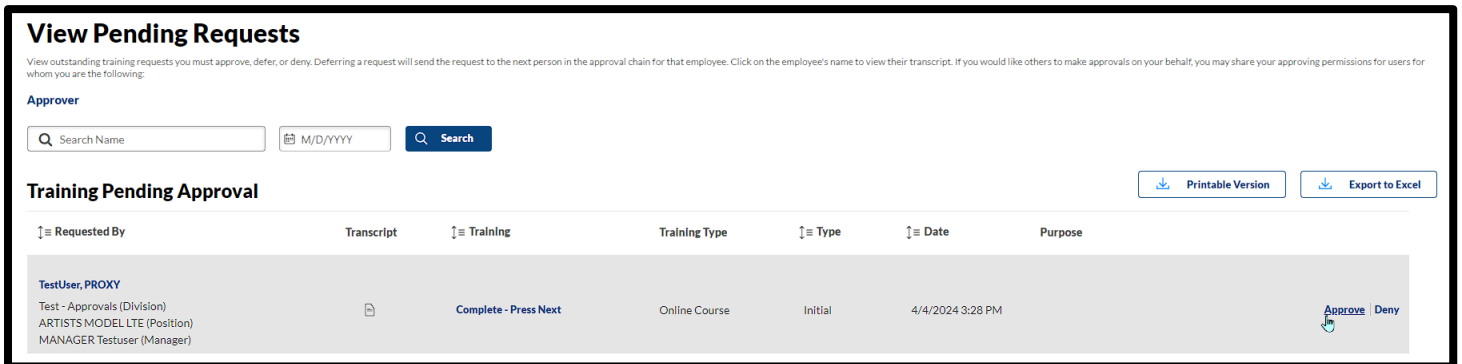 View Pending Requests
View outstanding training requests you must approve, defer, or deny. Deferring a request will send the request to the next person in the approval chain for that employee. Click on the employee's name to view their transcript. If you would like others to make approvals on your behalf, you may share your approving permissions for users for
whom you are the following:
Approver
Search Name M/D/YYYY Search
Training Pending Approval Printable Version Export to Excel
Requested By Transcript Training Training Type Type Date Purpose
TestUser, PROXY
Test - Approvals (Division)
Complete - Press Next Online Course Initial 4/4/2024 3:28 PM Approve Deny
ARTISTS MODEL LTE (Position)
MANAGER Testuser (Manager)